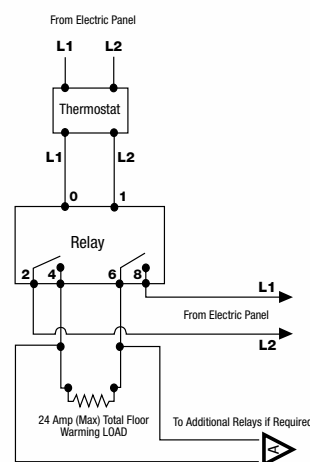 From Electric Panel
L1 L2
Thermostat
L1 L2
0 1
Relay
2 4 6 8
L1
From Electric Panel
L2
24 Amp (Max) Total Floor
Warming LOAD
To Additional Relays if Required
A